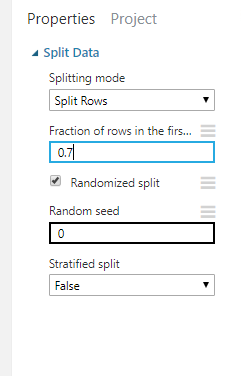 Properties Project
Split Data
Splitting mode
Split Rows
Fraction of rows in the firs...
0.7
Randomized split
Random seed
0
Stratified split
False